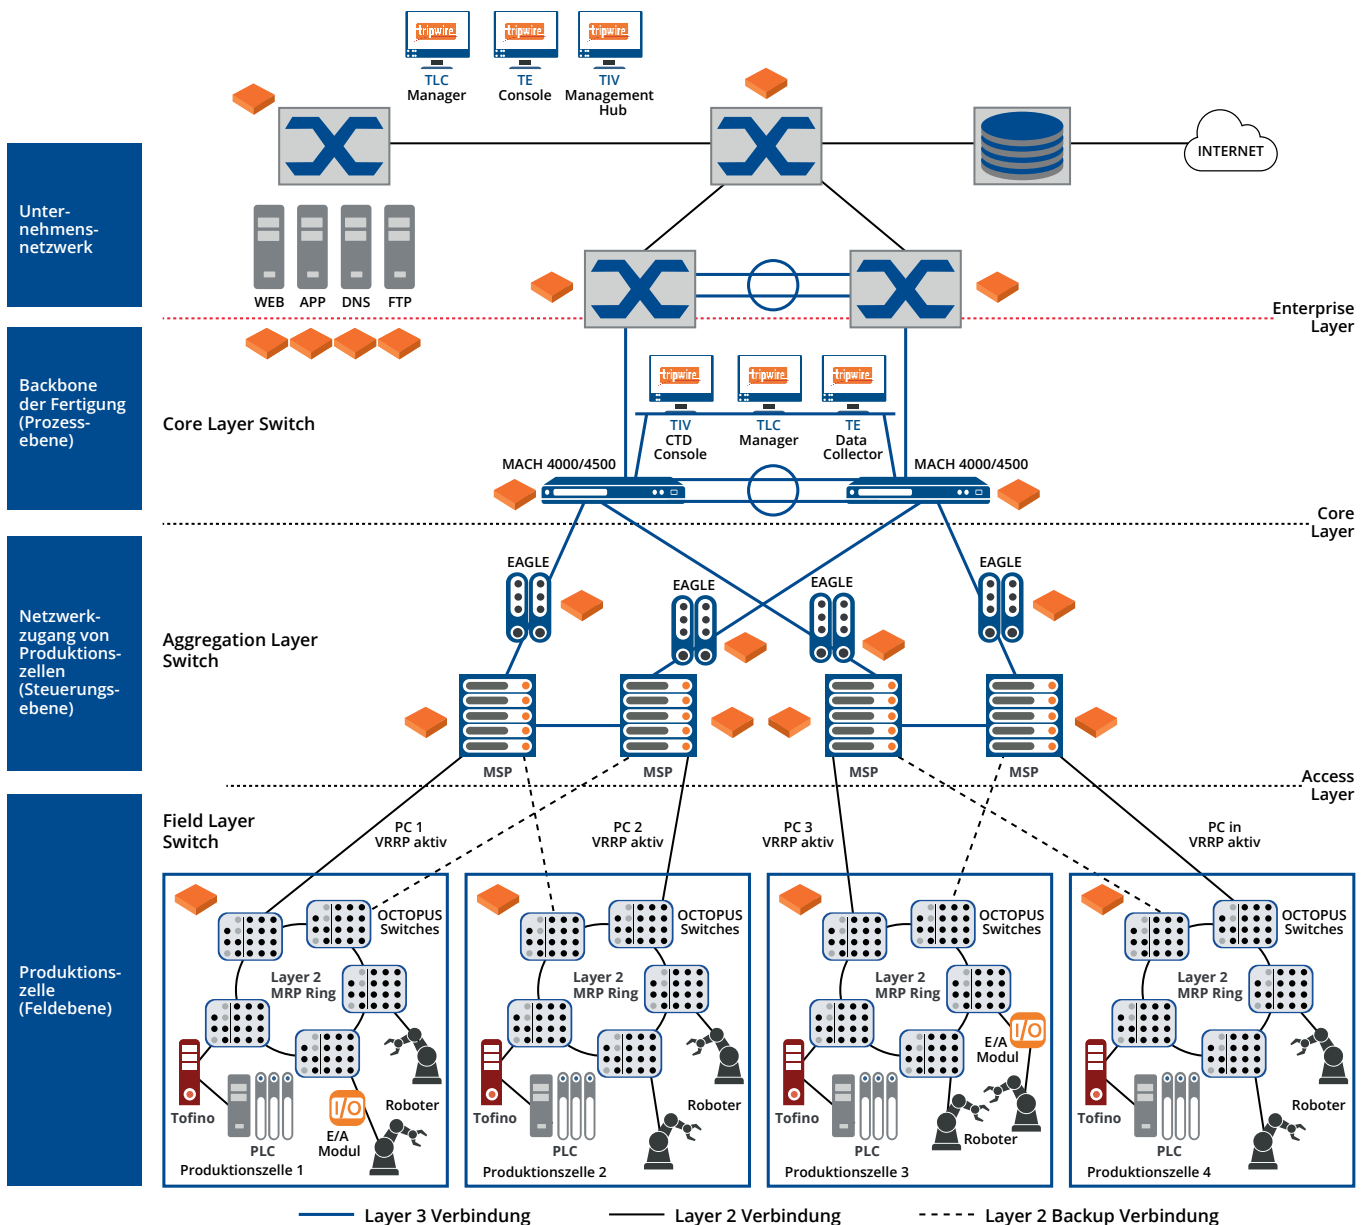 tripwire
tripwire
tripwire
TLC
Manager
TE
Console
TIV
Management
Hub
INTERNET
Unter-
nehmens-
netzwerk
WEB
APP
DNS
FTP
Enterprise
Layer
Backbone
der Fertigung
(Prozess-
ebene)
Core Layer Switch
tripwire
tripwire
tripwire
TIV
CTD
Console
TLC
Manager
TE
Data
Collector
MACH 4000/4500
MACH 4000/4500
Core
Layer
Netzwerk-
zugang von
Produktions-
zellen
(Steuerungs-
ebene)
Aggregation Layer
Switch
EAGLE
EAGLE
EAGLE
EAGLE
MSP
MSP
MSP
MSP
Access
Layer
Field Layer
Switch
PC 1
VRRP aktiv
PC 2
VRRP aktiv
PC 3
VRRP aktiv
PC in
VRRP aktiv
Produktions-
zelle
(Feldebene)
OCTOPUS
Switches
Layer 2
MRP Ring
Tofino
PLC
I/O
E/A
Modul
Roboter
Produktionszelle 1
OCTOPUS
Switches
Layer 2
MRP Ring
Tofino
PLC
Roboter
Produktionszelle 2
OCTOPUS
Switches
Layer 2
MRP Ring
I/O
E/A
Modul
Tofino
PLC
Roboter
Produktionszelle 3
OCTOPUS
Switches
Layer 2
MRP Ring
Tofino
PLC
Roboter
Produktionszelle 4
Layer 3 Verbindung
Layer 2 Verbindung
Layer 2 Backup Verbindung